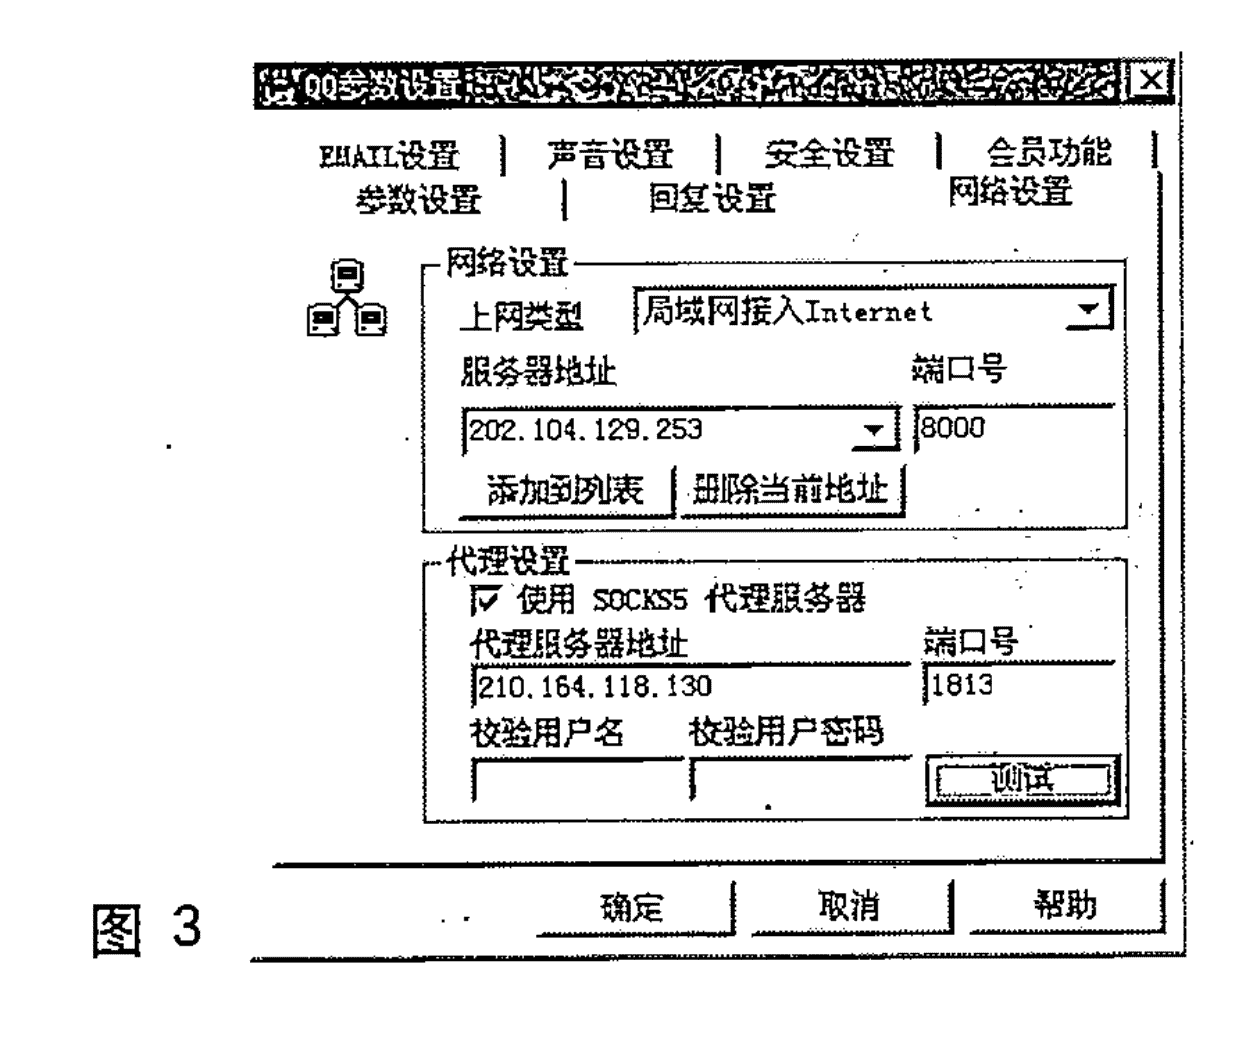 QQ参数设置
EMAIL设置 声音设置 安全设置 会员功能
参数设置 回复设置 网络设置
网络设置
上网类型 局域网接入Internet
服务器地址 端口号
202.104.129.253 8000
添加到列表 删除当前地址
代理设置
使用 SOCKS5 代理服务器
代理服务器地址 端口号
210.164.118.130 1813
校验用户名 校验用户密码
测试
确定 取消 帮助
图 3